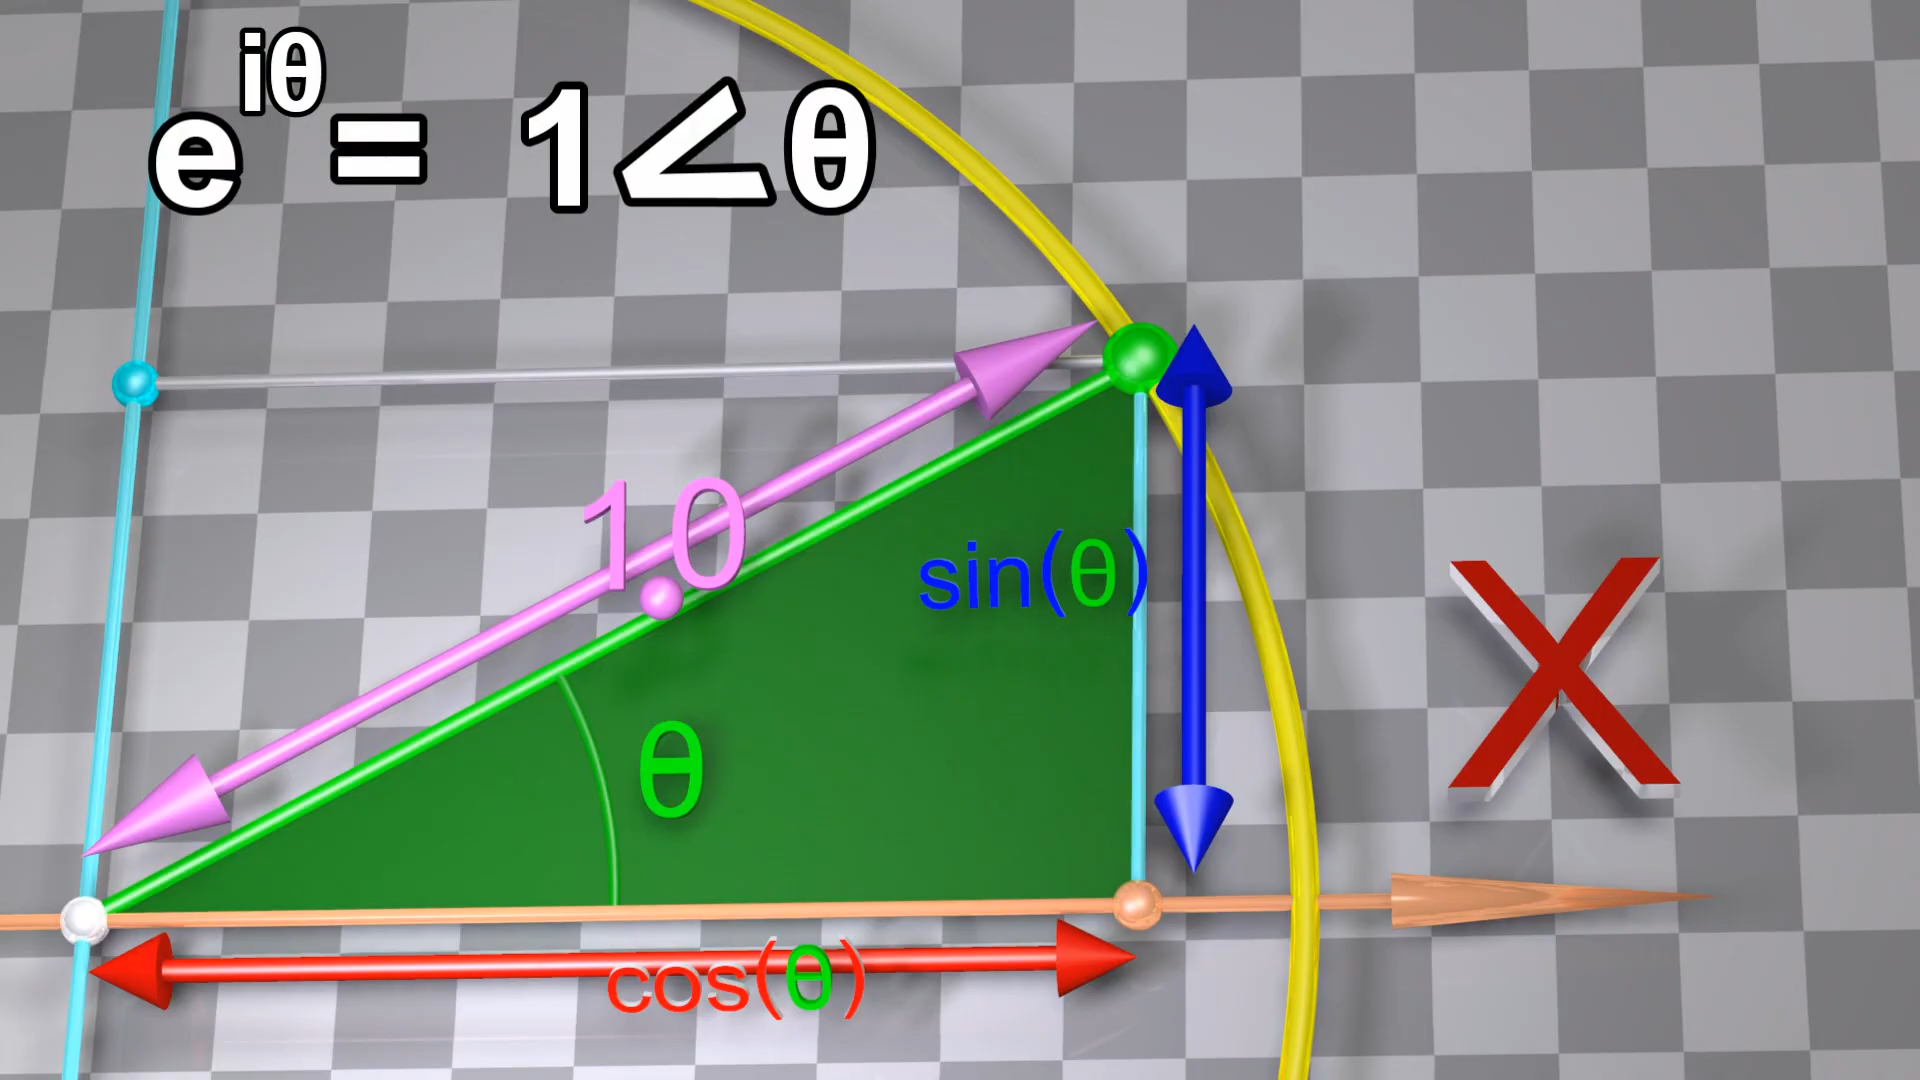 e^{iθ} = 1∠θ
1.0
sin(θ)
θ
X
cos(θ)